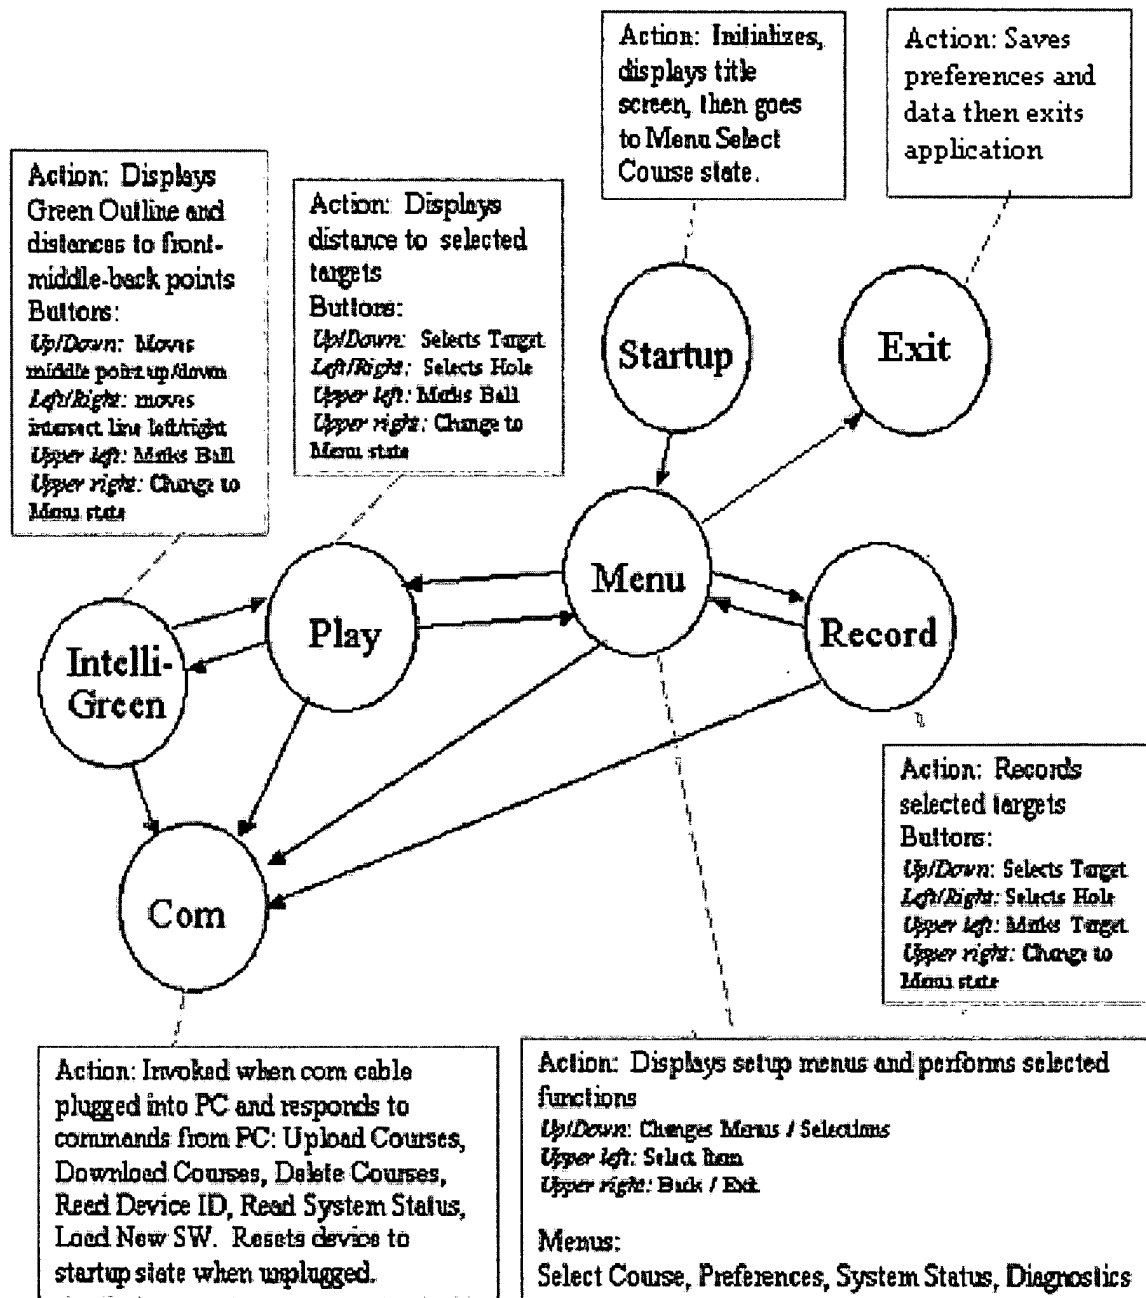 Action: Initializes,
displays title
screen, then goes
to Menu Select
Course state.
Action: Saves
preferences and
data then exits
application
Action: Displays
Green Outline and
distances to front-
middle-back points
Buttons:
Up/Down: Moves
middle point up/down
Left/Right: moves
intersect line left/right
Upper left: Marks Ball
Upper right: Change to
Menu state
Action: Displays
distance to selected
targets
Buttons:
Up/Down: Selects Target
Left/Right: Selects Hole
Upper left: Marks Ball
Upper right: Change to
Menu state
Startup
Exit
Menu
Play
Record
Intelli-
Green
Com
Action: Records
selected targets
Buttons:
Up/Down: Selects Target
Left/Right: Selects Hole
Upper left: Marks Target
Upper right: Change to
Menu state
Action: Invoked when com cable
plugged into PC and responds to
commands from PC: Upload Courses,
Download Courses, Delete Courses,
Read Device ID, Read System Status,
Load New SW. Resets device to
startup state when unplugged.
Action: Displays setup menus and performs selected
functions
Up/Down: Changes Menus / Selections
Upper left: Select Item
Upper right: Back / Exit
Menus:
Select Course, Preferences, System Status, Diagnostics